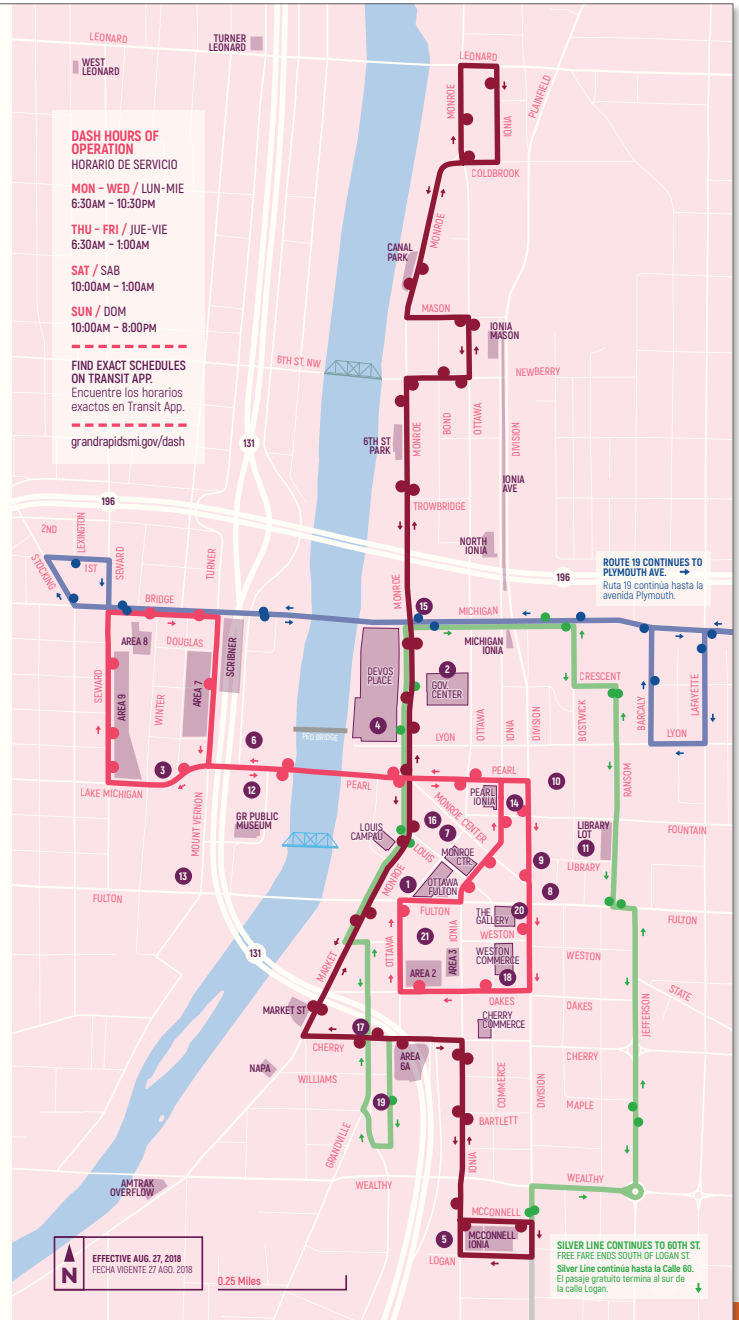 LEONARD
TURNER
LEONARD
WEST
LEONARD
LEONARD
MONROE
IONIA
PLAINFIELD
COLDBROOK
MONROE
DASH HOURS OF
OPERATION
HORARIO DE SERVICIO
MON – WED / LUN-MIE
6:30AM – 10:30PM
THU – FRI / JUE-VIE
6:30AM – 1:00AM
SAT / SAB
10:00AM – 1:00AM
SUN / DOM
10:00AM – 8:00PM
FIND EXACT SCHEDULES
ON TRANSIT APP.
Encuentre los horarios
exactos en Transit App.
grandrapidsmi.gov/dash
CANAL
PARK
MASON
IONIA
MASON
6TH ST. NW
NEWBERRY
131
6TH ST
PARK
MONROE
BOND
OTTAWA
DIVISION
IONIA
AVE
196
TROWBRIDGE
2ND
LEXINGTON
STOCKING
1ST
SEWARD
TURNER
NORTH
IONIA
196
ROUTE 19 CONTINUES TO
PLYMOUTH AVE.
Ruta 19 continúa hasta la
avenida Plymouth.
MONROE
15
MICHIGAN
BRIDGE
AREA 8
DOUGLAS
SCRIBNER
MICHIGAN
IONIA
DEVOS
PLACE
2
GOV.
CENTER
CRESCENT
SEWARD
AREA 9
WINTER
AREA 7
OTTAWA
IONIA
DIVISION
BOSTWICK
BARCALY
LAFAYETTE
4
LYON
LYON
6
PED BRIDGE
3
LAKE MICHIGAN
12
PEARL
PEARL
10
RANSOM
MOUNT VERNON
GR PUBLIC
MUSEUM
PEARL
IONIA
14
MONROE CENTER
16
7
LOUIS
CAMPAU
LOUIS
MONROE
CTR.
LIBRARY
LOT
11
FOUNTAIN
9
LIBRARY
13
1
MONROE
OTTAWA
FULTON
8
FULTON
FULTON
THE
GALLERY
20
FULTON
21
IONIA
WESTON
WESTON
131
MARKET
OTTAWA
AREA 3
WESTON
COMMERCE
AREA 2
18
STATE
OAKES
OAKES
JEFFERSON
MARKET ST
CHERRY
COMMERCE
17
CHERRY
AREA
6A
CHERRY
NAPA
WILLIAMS
COMMERCE
DIVISION
19
MAPLE
BARTLETT
GRANDVILLE
IONIA
WEALTHY
WEALTHY
AMTRAK
OVERFLOW
MCCONNELL
5
MCCONNELL
IONIA
LOGAN
N
EFFECTIVE AUG. 27, 2018
FECHA VIGENTE 27 AGO. 2018
0.25 Miles
SILVER LINE CONTINUES TO 60TH ST.
FREE FARE ENDS SOUTH OF LOGAN ST.
Silver Line continúa hasta la Calle 60.
El pasaje gratuito termina al sur de
la calle Logan.